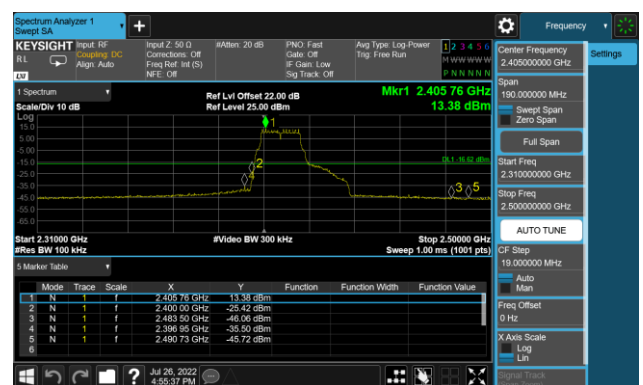 Spectrum Analyzer 1
Swept SA
+
Frequency
KEYSIGHT Input: RF
RL
Coupling: DC
Align: Auto
LXI
Input Z: 50 Ω
Corrections: Off
Freq Ref: Int (S)
NFE: Off
#Atten: 20 dB
PNO: Fast
Gate: Off
IF Gain: Low
Sig Track: Off
Avg Type: Log-Power
Trig: Free Run
1 2 3 4 5 6
M W W W W W
P N N N N N
Center Frequency
2.405000000 GHz
Settings
Span
190.000000 MHz
Swept Span
Zero Span
Full Span
Start Freq
2.310000000 GHz
Stop Freq
2.500000000 GHz
AUTO TUNE
CF Step
19.000000 MHz
Auto
Man
Freq Offset
0 Hz
X Axis Scale
Log
Lin
Signal Track
1 Spectrum
Scale/Div 10 dB
Ref Lvl Offset 22.00 dB
Ref Level 25.00 dBm
Mkr1 2.405 76 GHz
13.38 dBm
Log
15.0
5.00
-5.00
-15.0
-25.0
-35.0
-45.0
-55.0
-65.0
1
2
4
3
5
DL1 -16.62 dBm
Start 2.31000 GHz
#Res BW 100 kHz
#Video BW 300 kHz
Stop 2.50000 GHz
Sweep 1.00 ms (1001 pts)
5 Marker Table
Mode Trace Scale X Y Function Function Width Function Value
1 N 1 f 2.405 76 GHz 13.38 dBm
2 N 1 f 2.400 00 GHz -25.42 dBm
3 N 1 f 2.483 50 GHz -46.06 dBm
4 N 1 f 2.396 95 GHz -35.50 dBm
5 N 1 f 2.490 73 GHz -45.72 dBm
6
?
Jul 26, 2022
4:55:37 PM